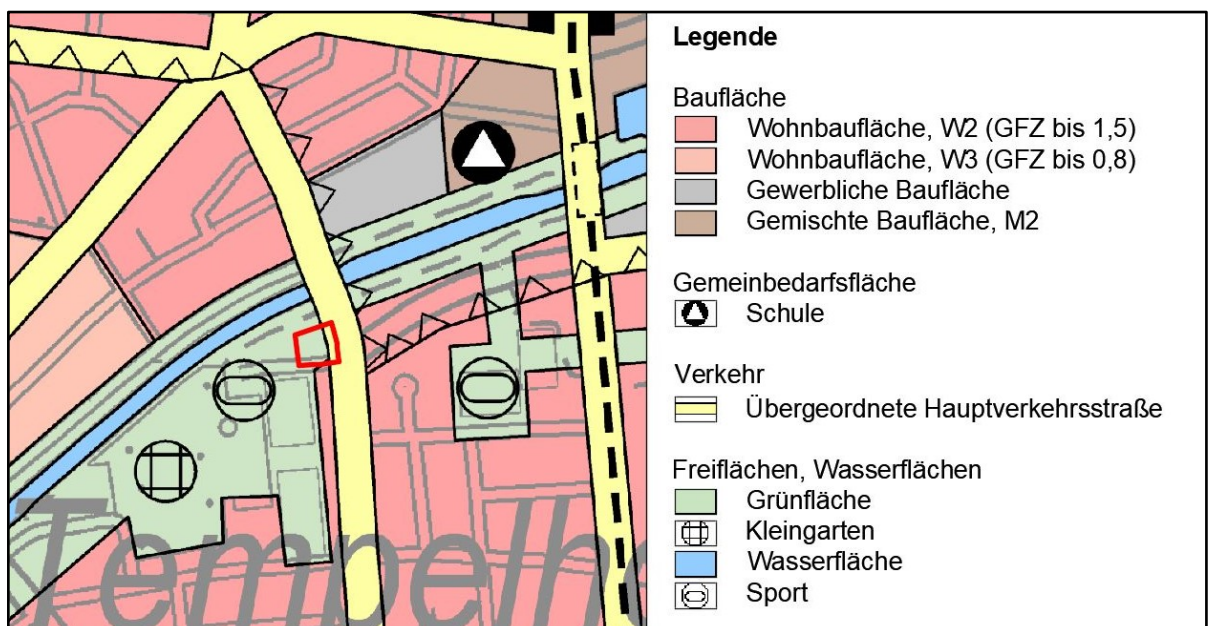 Legende
Baufläche
Wohnbaufläche, W2 (GFZ bis 1,5)
Wohnbaufläche, W3 (GFZ bis 0,8)
Gewerbliche Baufläche
Gemischte Baufläche, M2
Gemeinbedarfsfläche
Schule
Verkehr
Übergeordnete Hauptverkehrsstraße
Freiflächen, Wasserflächen
Grünfläche
Kleingarten
Wasserfläche
Sport
Tempelho